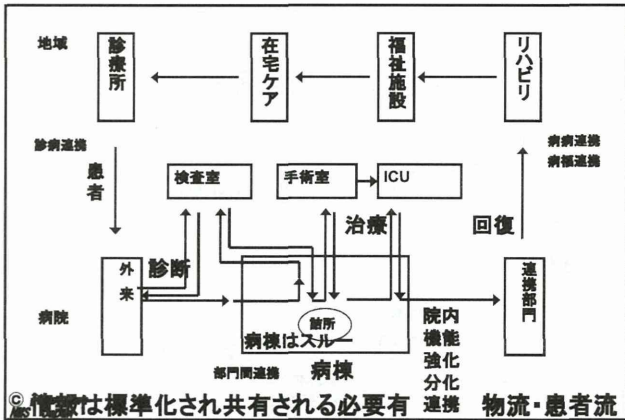 地域
診療所
在宅ケア
福祉施設
リハビリ
診病連携
患者
病病連携
病福連携
検査室
手術室
ICU
治療
回復
外来
診断
連携部門
病院
詰所
病棟はスルー
病棟
部門間連携
院内
機能
強化
分化
連携
情報は標準化され共有される必要有
物流・患者流